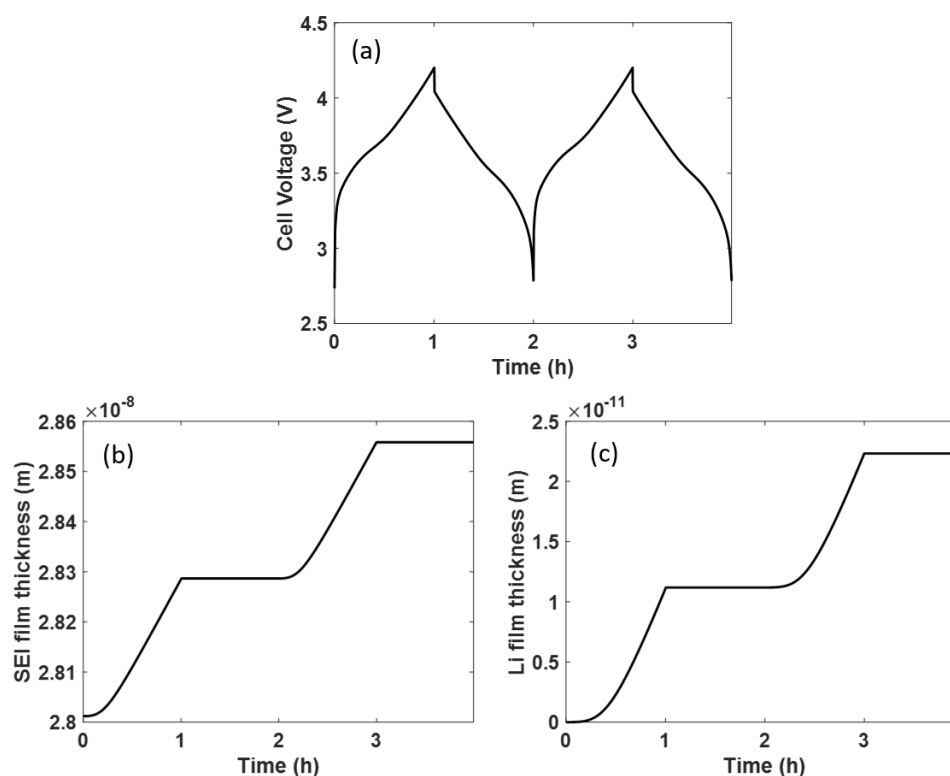 (a)
4.5
4
3.5
3
2.5
Cell Voltage (V)
0 1 2 3
Time (h)
×10⁻⁸
(b)
2.86
2.85
2.84
2.83
2.82
2.81
2.8
SEI film thickness (m)
0 1 2 3
Time (h)
×10⁻¹¹
(c)
2.5
2
1.5
1
0.5
0
Li film thickness (m)
0 1 2 3
Time (h)